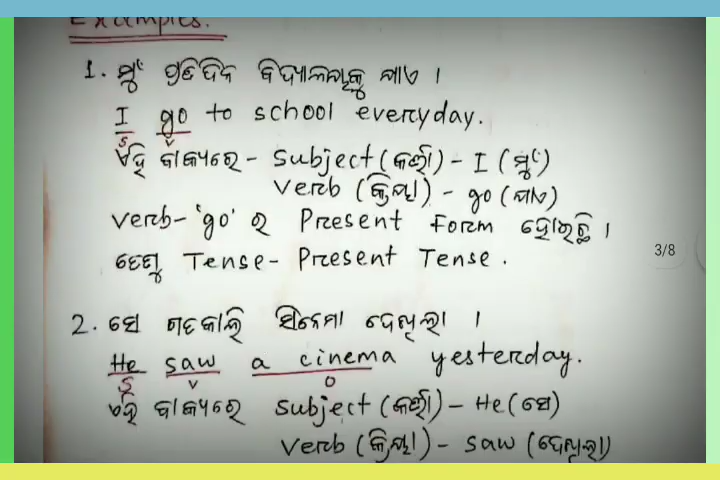 Examples.
1. ମୁଁ ପ୍ରତିଦିନ ବିଦ୍ୟାଳୟକୁ ଯାଏ ।
I go to school everyday.
S V
ଏହି ବାକ୍ୟରେ - Subject (କର୍ତ୍ତା) - I (ମୁଁ)
Verb (କ୍ରିୟା) - go (ଯାଏ)
Verb- 'go' ର Present Form ହୋଇଛି ।
ତେଣୁ Tense- Present Tense.
3/8
2. ସେ ଗତକାଲି ସିନେମା ଦେଖିଲା ।
He saw a cinema yesterday.
S V O
ଏହି ବାକ୍ୟରେ Subject (କର୍ତ୍ତା) - He (ସେ)
Verb (କ୍ରିୟା) - Saw (ଦେଖିଲା)